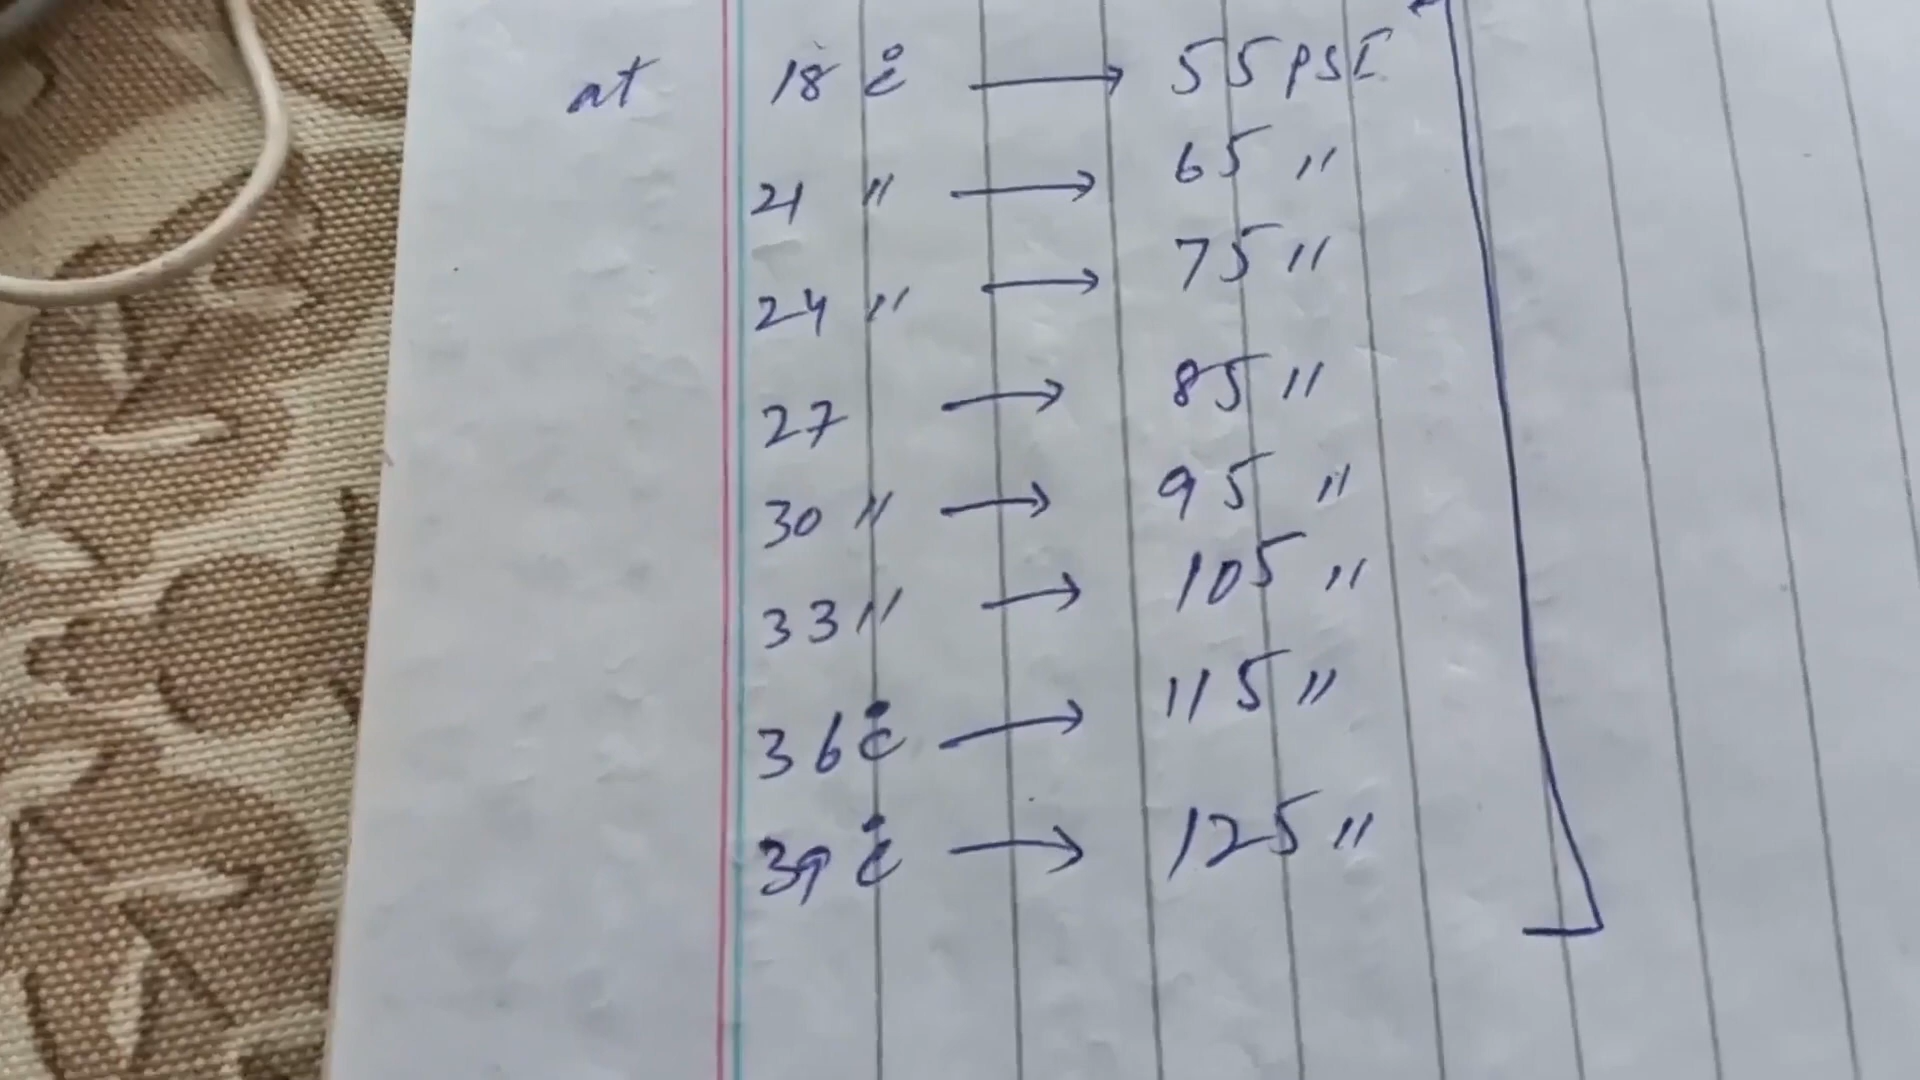 at 18 c° → 55 PSI
21 " → 65 "
24 " → 75 "
27 → 85 "
30 " → 95 "
33 " → 105 "
36 c° → 115 "
39 c° → 125 "